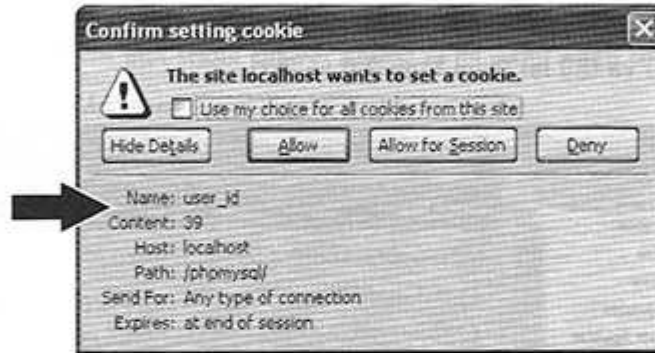 Confirm setting cookie
The site localhost wants to set a cookie.
Use my choice for all cookies from this site
Hide Details Allow Allow for Session Deny
Name: user_id
Content: 39
Host: localhost
Path: /phpmysql/
Send For: Any type of connection
Expires: at end of session